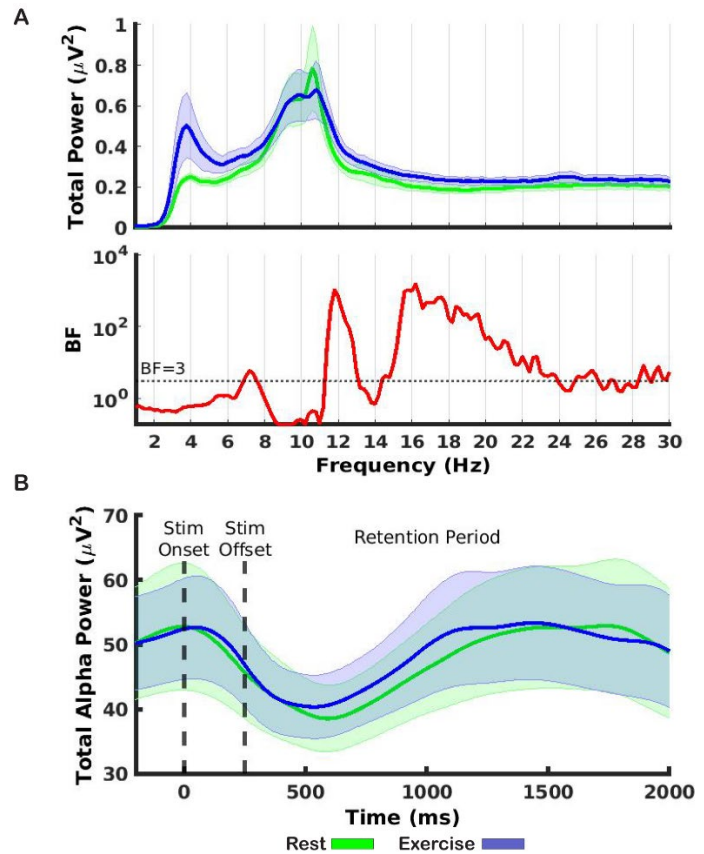 A
Total Power (µV²)
1
0.8
0.6
0.4
0.2
0
BF
10⁴
10²
10⁰
BF=3
2 4 6 8 10 12 14 16 18 20 22 24 26 28 30
Frequency (Hz)
B
Total Alpha Power (µV²)
70
60
50
40
30
Stim Onset
Stim Offset
Retention Period
0 500 1000 1500 2000
Time (ms)
Rest Exercise